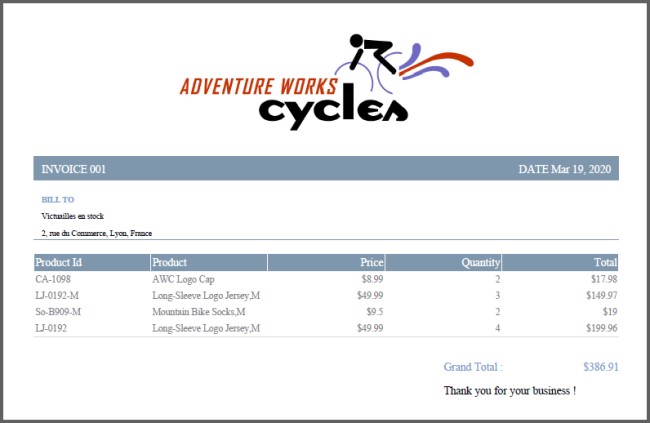 ADVENTURE WORKS
cycles
INVOICE 001 DATE Mar 19, 2020
BILL TO
Victuailles en stock
2, rue du Commerce, Lyon, France
Product Id Product Price Quantity Total
CA-1098 AWC Logo Cap $8.99 2 $17.98
LJ-0192-M Long-Sleeve Logo Jersey,M $49.99 3 $149.97
So-B909-M Mountain Bike Socks,M $9.5 2 $19
LJ-0192 Long-Sleeve Logo Jersey,M $49.99 4 $199.96
Grand Total : $386.91
Thank you for your business !